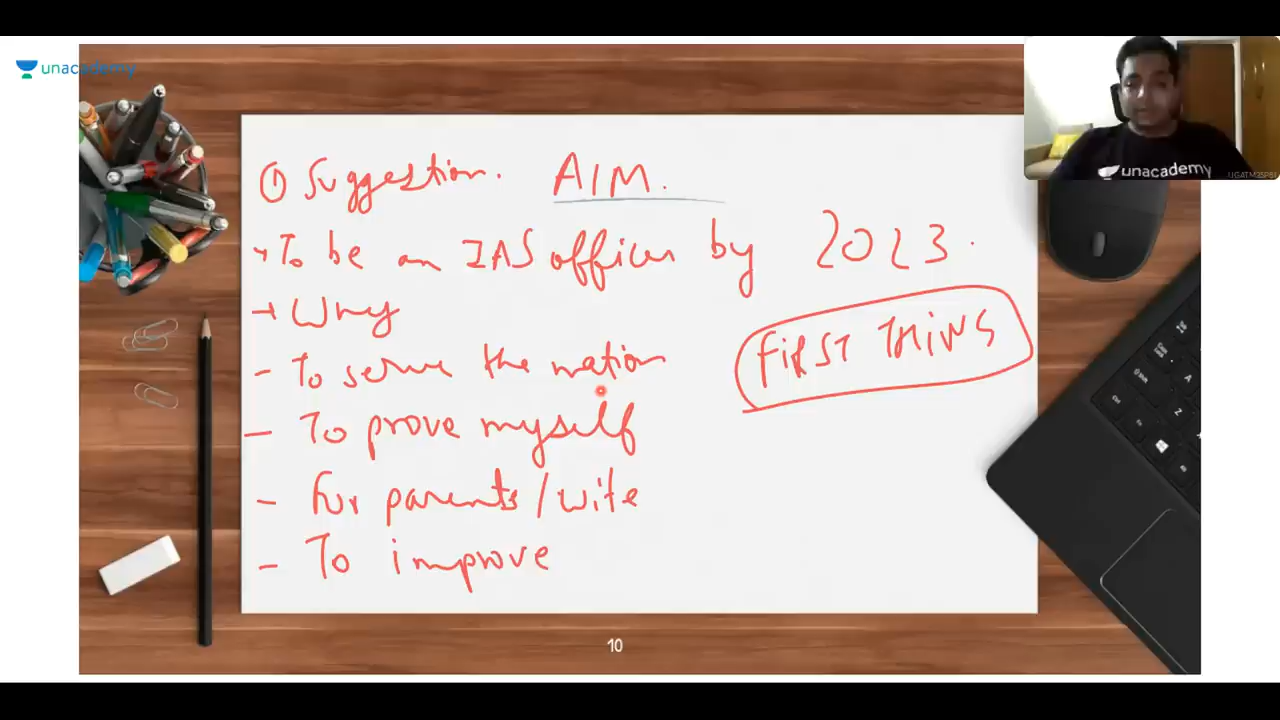 unacademy
① Suggestion. AIM.
→ To be an IAS officer by 2023.
→ Why
FIRST THING
- To serve the nation
- To prove myself
- For parents/wife
- To improve
10
unacademy
UGATM3SP6I